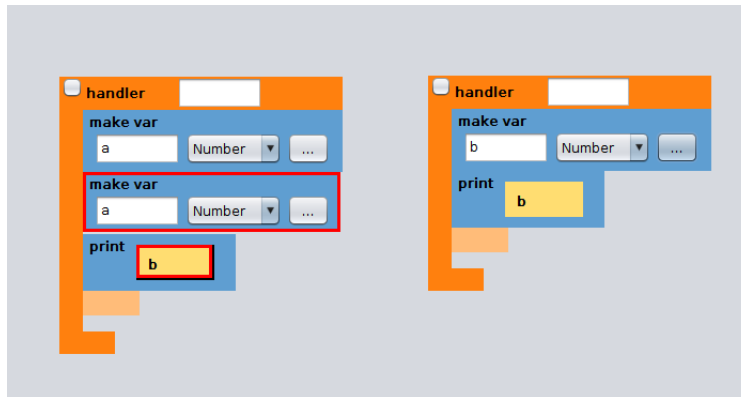 handler
make var
a Number ...
make var
a Number ...
print
b
handler
make var
b Number ...
print
b